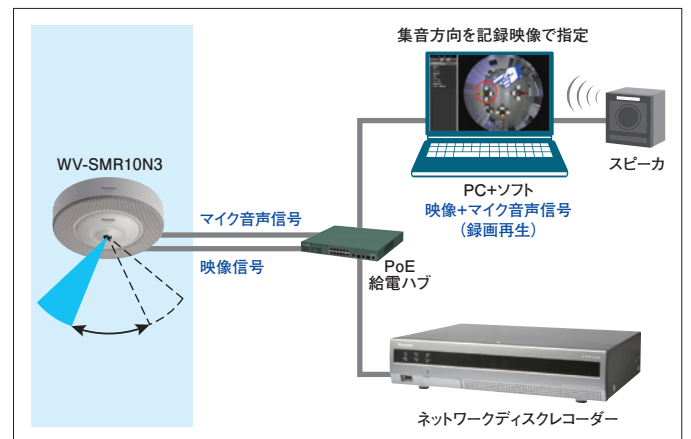 集音方向を記録映像で指定
WV-SMR10N3
スピーカ
PC+ソフト
映像+マイク音声信号
(録画再生)
マイク音声信号
映像信号
PoE
給電ハブ
Panasonic
ネットワークディスクレコーダー